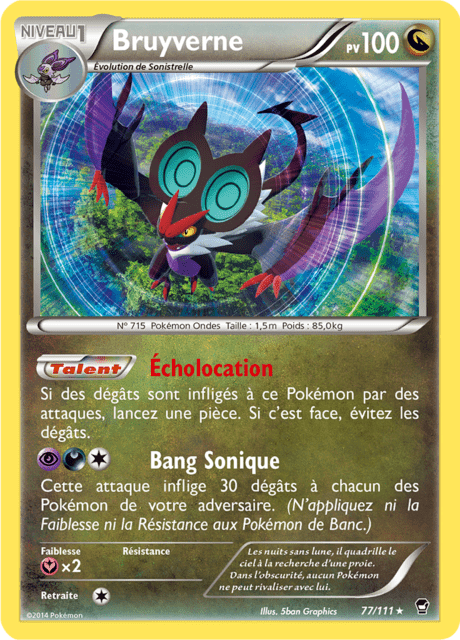 NIVEAU 1
Bruyverne
PV 100
Évolution de Sonistrelle
N° 715 Pokémon Ondes Taille : 1,5m Poids : 85,0kg
Talent Écholocation
Si des dégâts sont infligés à ce Pokémon par des
attaques, lancez une pièce. Si c'est face, évitez les
dégâts.
Bang Sonique
Cette attaque inflige 30 dégâts à chacun des
Pokémon de votre adversaire. (N'appliquez ni la
Faiblesse ni la Résistance aux Pokémon de Banc.)
Faiblesse Résistance
×2
Retraite
Les nuits sans lune, il quadrille le
ciel à la recherche d'une proie.
Dans l'obscurité, aucun Pokémon
ne peut rivaliser avec lui.
Illus. 5ban Graphics 77/111 ★
©2014 Pokémon